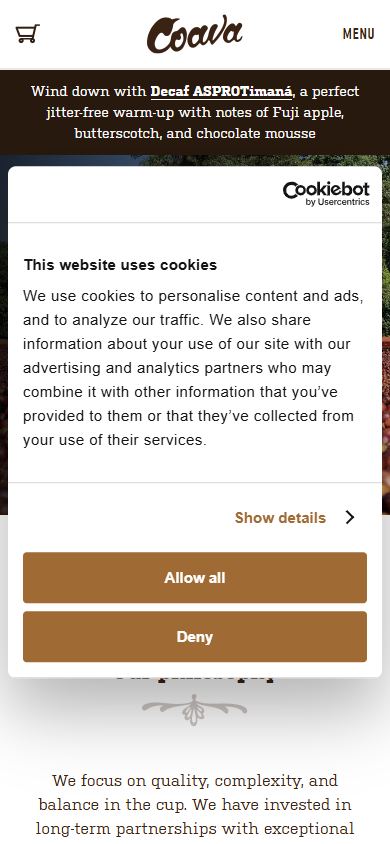 Coava
MENU
Wind down with Decaf ASPROTimaná, a perfect
jitter-free warm-up with notes of Fuji apple,
butterscotch, and chocolate mousse
Cookiebot
by Usercentrics
This website uses cookies
We use cookies to personalise content and ads,
and to analyze our traffic. We also share
information about your use of our site with our
advertising and analytics partners who may
combine it with other information that you've
provided to them or that they've collected from
your use of their services.
Show details
Allow all
Deny
We focus on quality, complexity, and
balance in the cup. We have invested in
long-term partnerships with exceptional